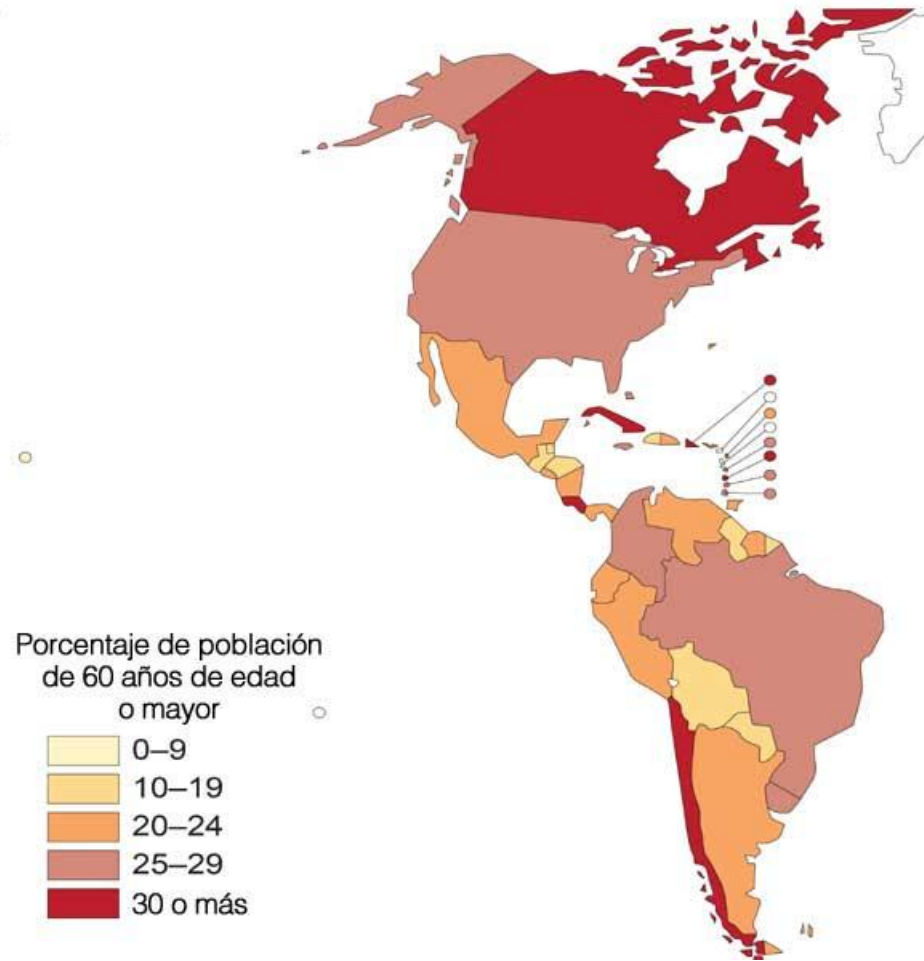 Porcentaje de población
de 60 años de edad
o mayor
0–9
10–19
20–24
25–29
30 o más